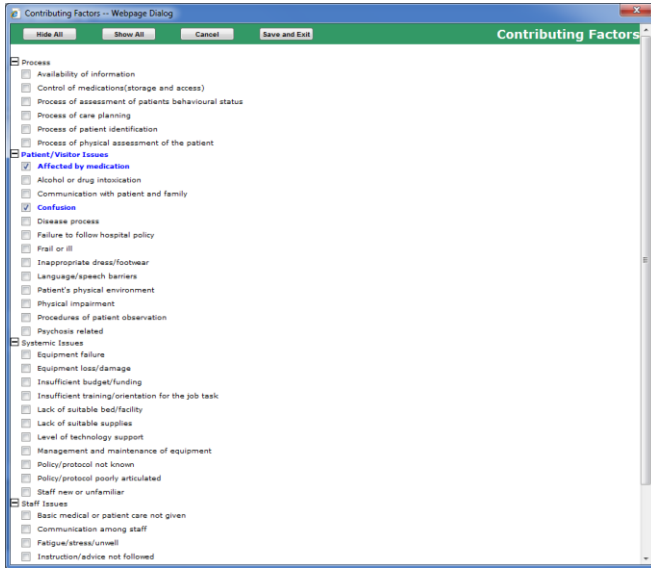 Contributing Factors -- Webpage Dialog
Hide All Show All Cancel Save and Exit Contributing Factors
Process
Availability of information
Control of medications(storage and access)
Process of assessment of patients behavioural status
Process of care planning
Process of patient identification
Process of physical assessment of the patient
Patient/Visitor Issues
Affected by medication
Alcohol or drug intoxication
Communication with patient and family
Confusion
Disease process
Failure to follow hospital policy
Frail or ill
Inappropriate dress/footwear
Language/speech barriers
Patient's physical environment
Physical impairment
Procedures of patient observation
Psychosis related
Systemic Issues
Equipment failure
Equipment loss/damage
Insufficient budget/funding
Insufficient training/orientation for the job task
Lack of suitable bed/facility
Lack of suitable supplies
Level of technology support
Management and maintenance of equipment
Policy/protocol not known
Policy/protocol poorly articulated
Staff new or unfamiliar
Staff Issues
Basic medical or patient care not given
Communication among staff
Fatigue/stress/unwell
Instruction/advice not followed